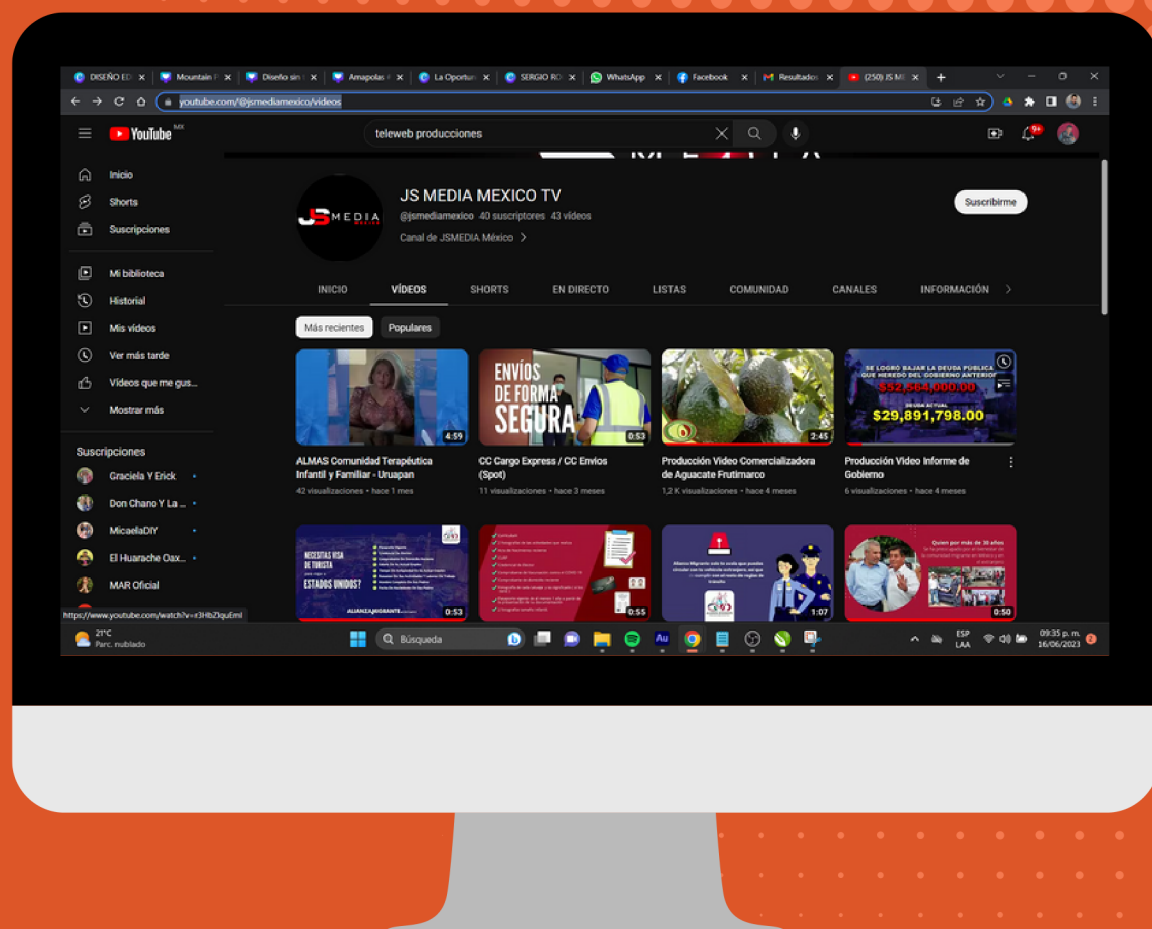 DISEÑO ED
Mountain P
Diseño sin
Amapolas
La Oportun
SERGIO RO
WhatsApp
Facebook
Resultados
(250) JS ME
youtube.com/@jsmediamexico/videos
YouTube MX
teleweb producciones
9+
Inicio
Shorts
Suscripciones
Mi biblioteca
Historial
Mis vídeos
Ver más tarde
Vídeos que me gus...
Mostrar más
Suscripciones
Graciela Y Erick
Don Chano Y La ...
MicaelaDIY
El Huarache Oax...
MAR Oficial
https://www.youtube.com/watch?v=r3HbZIquEmI
JS MEDIA
JS MEDIA MEXICO TV
@jsmediamexico 40 suscriptores 43 vídeos
Canal de JSMEDIA México
Suscribirme
INICIO
VÍDEOS
SHORTS
EN DIRECTO
LISTAS
COMUNIDAD
CANALES
INFORMACIÓN
Más recientes
Populares
4:59
ALMAS Comunidad Terapéutica
Infantil y Familiar - Uruapan
42 visualizaciones • hace 1 mes
ENVÍOS
DE FORMA
SEGURA
0:53
CC Cargo Express / CC Envios
(Spot)
11 visualizaciones • hace 3 meses
2:45
Producción Video Comercializadora
de Aguacate Frutimarco
1,2 K visualizaciones • hace 4 meses
SE LOGRO BAJAR LA DEUDA PUBLICA
QUE HEREDO DEL GOBIERNO ANTERIOR
$52,564,000.00
DEUDA ACTUAL
$29,891,798.00
Producción Video Informe de
Gobierno
6 visualizaciones • hace 4 meses
NECESITAS VISA
DE TURISTA
ESTADOS UNIDOS?
ALIANZAMIGRANTE
0:53
0:55
1:07
Quien por más de 30 años
0:50
21°C
Parc. nublado
Búsqueda
ESP
LAA
09:35 p. m.
16/06/2023